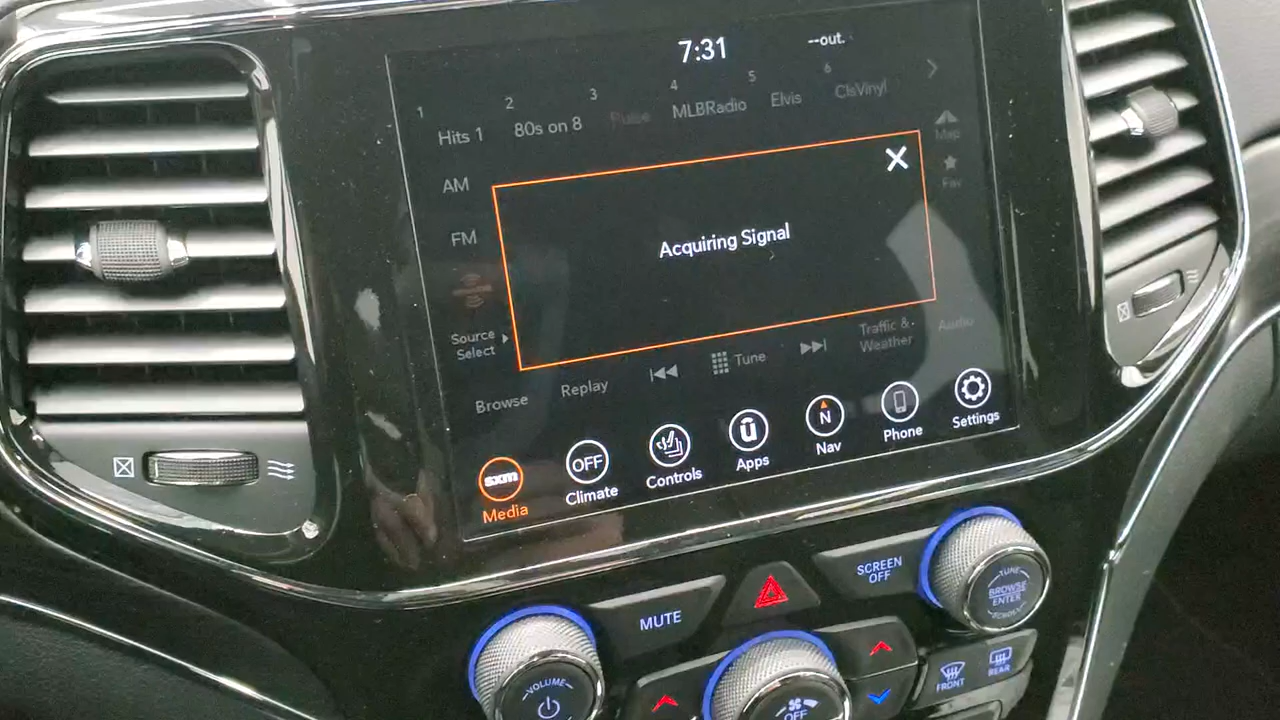 7:31
--out.
1
2
3
4
5
6
Hits 1
80s on 8
Pulse
MLBRadio
Elvis
ClsVinyl
Map
AM
Fav
FM
Acquiring Signal
Source
Select
Browse
Replay
Tune
Traffic &
Weather
Audio
sxm
Media
OFF
Climate
Controls
Apps
N
Nav
Phone
Settings
MUTE
SCREEN
OFF
TUNE
BROWSE
ENTER
VOLUME
OFF
FRONT
REAR